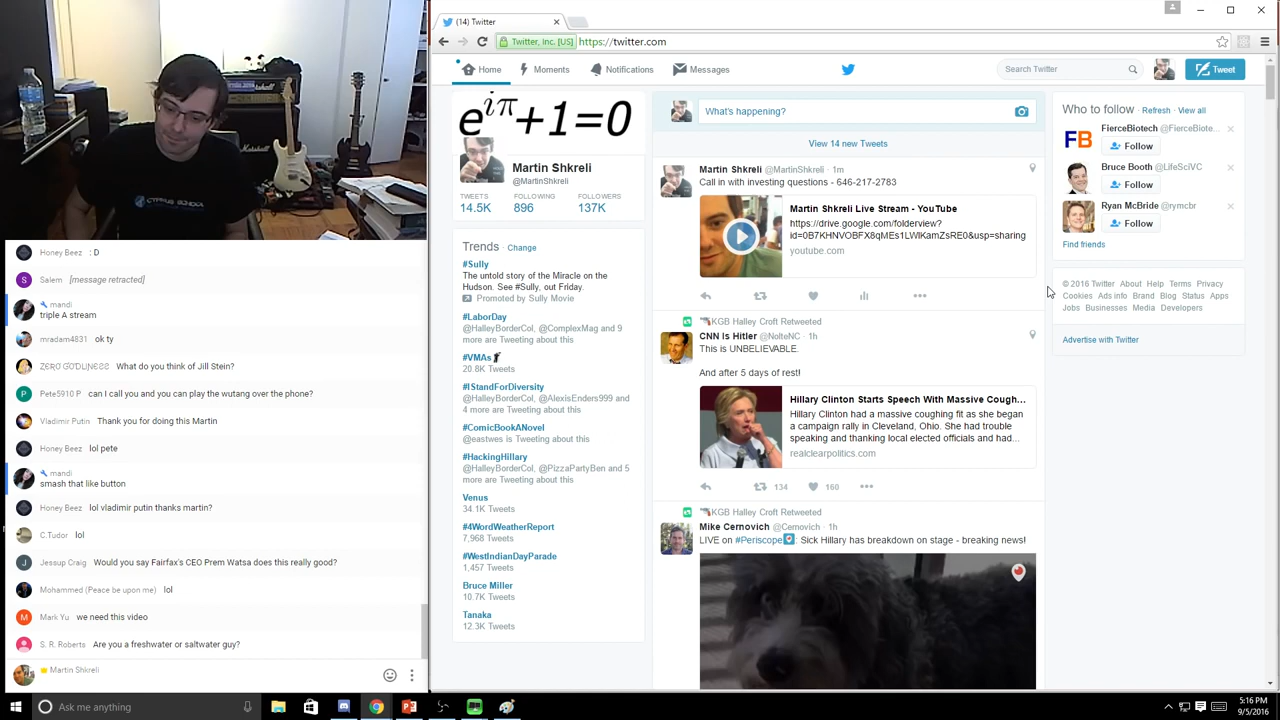 Marshall
Honey Beez : D
Salem [message retracted]
mandi
triple A stream
mradam4831 ok ty
ZERO GODLINESS What do you think of Jill Stein?
Pete5910 P can I call you and you can play the wutang over the phone?
Vladimir Putin Thank you for doing this Martin
Honey Beez lol pete
mandi
smash that like button
Honey Beez lol vladimir putin thanks martin?
C.Tudor lol
Jessup Craig Would you say Fairfax's CEO Prem Watsa does this really good?
Mohammed (Peace be upon me) lol
Mark Yu we need this video
S. R. Roberts Are you a freshwater or saltwater guy?
Martin Shkreli
(14) Twitter
Twitter, Inc. [US] https://twitter.com
Home Moments Notifications Messages
Search Twitter
Tweet
e^iπ+1=0
Martin Shkreli
@MartinShkreli
TWEETS FOLLOWING FOLLOWERS
14.5K 896 137K
Trends · Change
#Sully
The untold story of the Miracle on the
Hudson. See #Sully, out Friday.
Promoted by Sully Movie
#LaborDay
@HalleyBorderCol, @ComplexMag and 9
more are Tweeting about this
#VMAs
20.8K Tweets
#IStandForDiversity
@HalleyBorderCol, @AlexisEnders999 and
4 more are Tweeting about this
#ComicBookANovel
@eastwes is Tweeting about this
#HackingHillary
@HalleyBorderCol, @PizzaPartyBen and 5
more are Tweeting about this
Venus
34.1K Tweets
#4WordWeatherReport
7,968 Tweets
#WestIndianDayParade
1,457 Tweets
Bruce Miller
10.7K Tweets
Tanaka
12.3K Tweets
What's happening?
View 14 new Tweets
Martin Shkreli @MartinShkreli · 1m
Call in with investing questions - 646-217-2783
Martin Shkreli Live Stream - YouTube
https://drive.google.com/folderview?
id=0B7KHNVOBFX8qMEs1LWlKamZsRE0&usp=sharing
youtube.com
KGB Halley Croft Retweeted
CNN Is Hitler @NolteNC · 1h
This is UNBELIEVABLE.
And after 5 days of rest!
Hillary Clinton Starts Speech With Massive Cough...
Hillary Clinton had a massive coughing fit as she began
a campaign rally in Cleveland, Ohio. She had trouble
speaking and thanking local elected officials and had...
realclearpolitics.com
134 160
KGB Halley Croft Retweeted
Mike Cernovich @Cernovich · 1h
LIVE on #Periscope: Sick Hillary has breakdown on stage - breaking news!
Who to follow · Refresh · View all
FierceBiotech @FierceBiote...
Follow
Bruce Booth @LifeSciVC
Follow
Ryan McBride @rymcbr
Follow
Find friends
© 2016 Twitter About Help Terms Privacy
Cookies Ads info Brand Blog Status Apps
Jobs Businesses Media Developers
Advertise with Twitter
Ask me anything
5:16 PM
9/5/2016